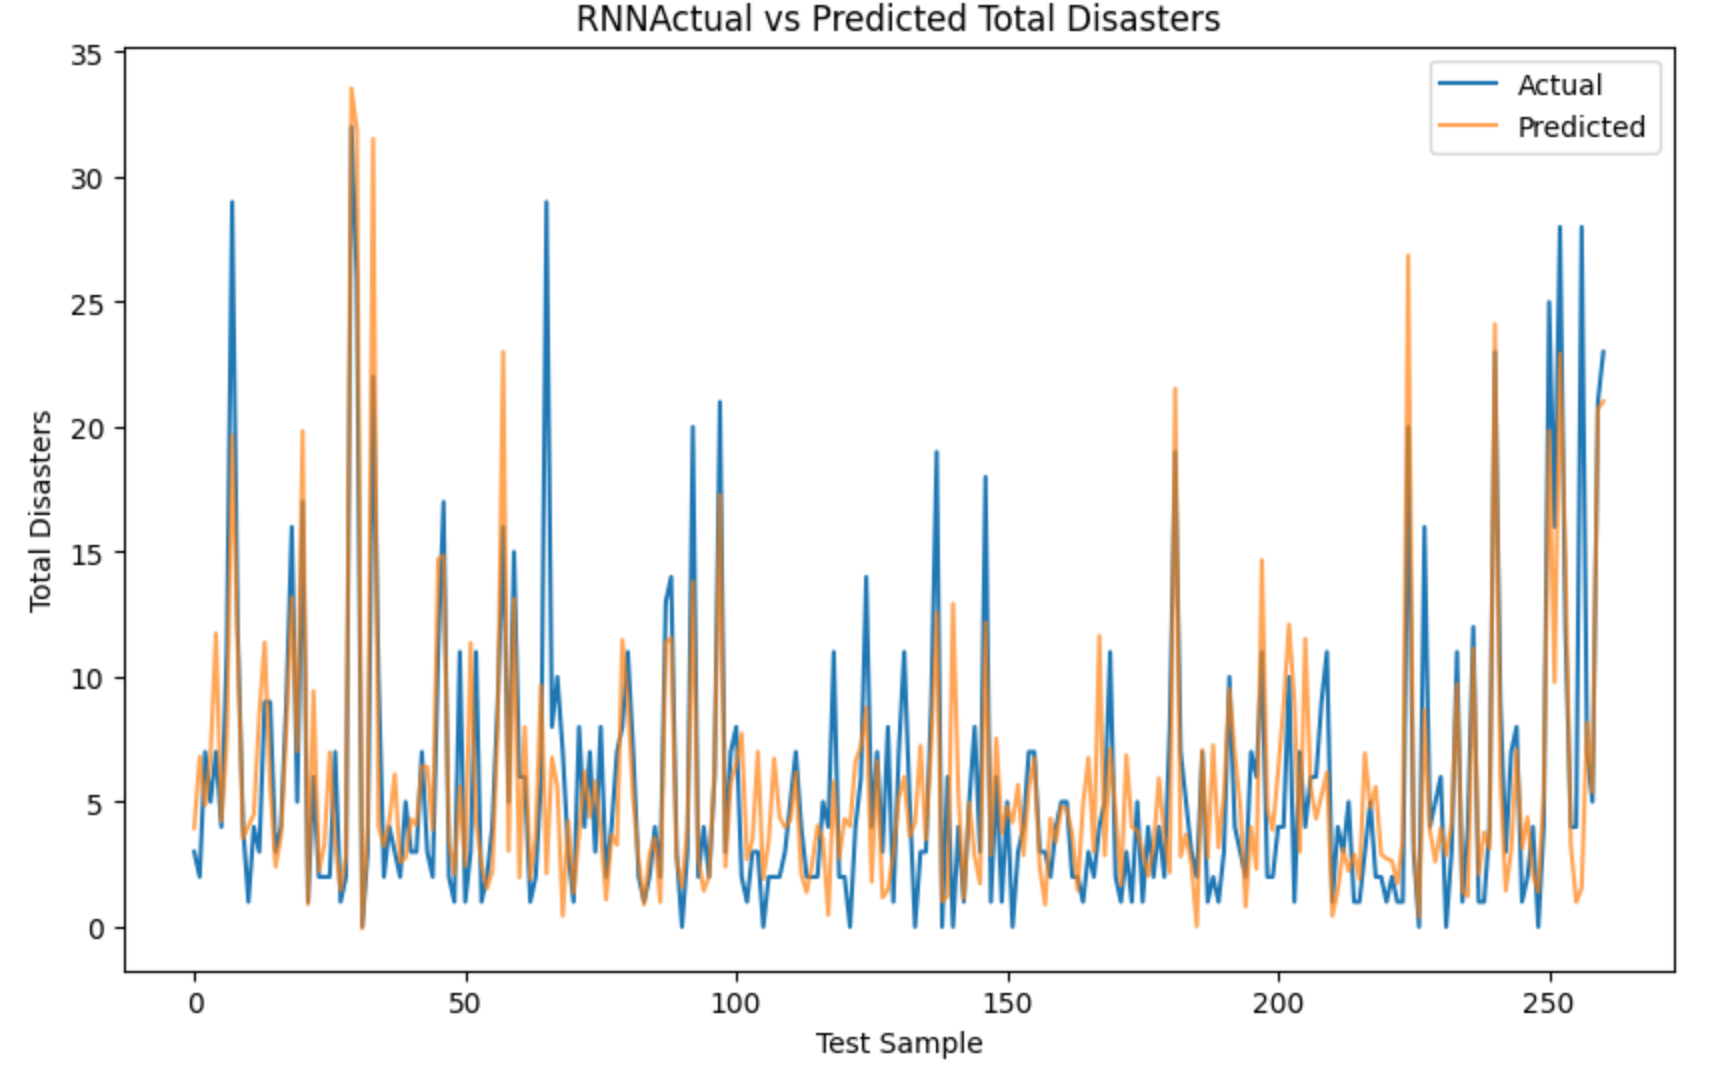 RNNActual vs Predicted Total Disasters
Actual
Predicted
35
30
25
20
15
10
5
0
Total Disasters
0 50 100 150 200 250
Test Sample